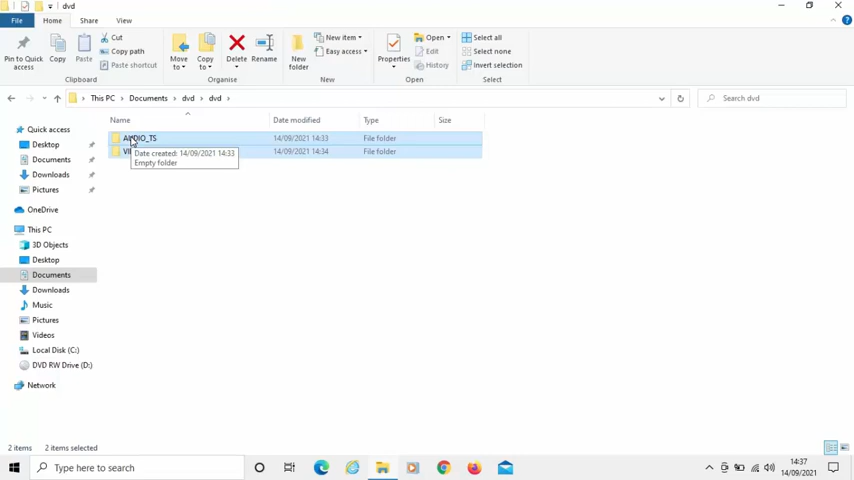 dvd
File
Home
Share
View
Pin to Quick access
Copy
Paste
Cut
Copy path
Paste shortcut
Clipboard
Move to
Copy to
Delete
Rename
Organise
New folder
New item
Easy access
New
Properties
Open
Edit
History
Open
Select all
Select none
Invert selection
Select
This PC > Documents > dvd > dvd >
Search dvd
Name
Date modified
Type
Size
AUDIO_TS 14/09/2021 14:33 File folder
14/09/2021 14:34 File folder
Date created: 14/09/2021 14:33
Empty folder
Quick access
Desktop
Documents
Downloads
Pictures
OneDrive
This PC
3D Objects
Desktop
Documents
Downloads
Music
Pictures
Videos
Local Disk (C:)
DVD RW Drive (D:)
Network
2 items 2 items selected
Type here to search
14:37
14/09/2021